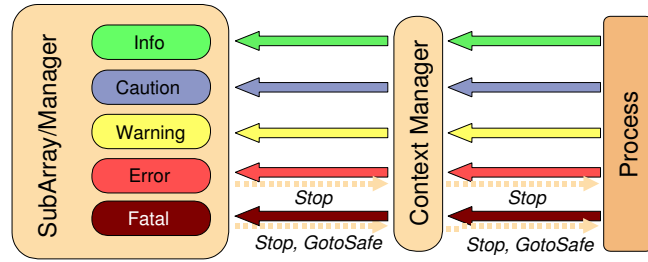 SubArray/Manager
Info
Caution
Warning
Error
Fatal
Stop
Stop, GotoSafe
Context Manager
Stop
Stop, GotoSafe
Process